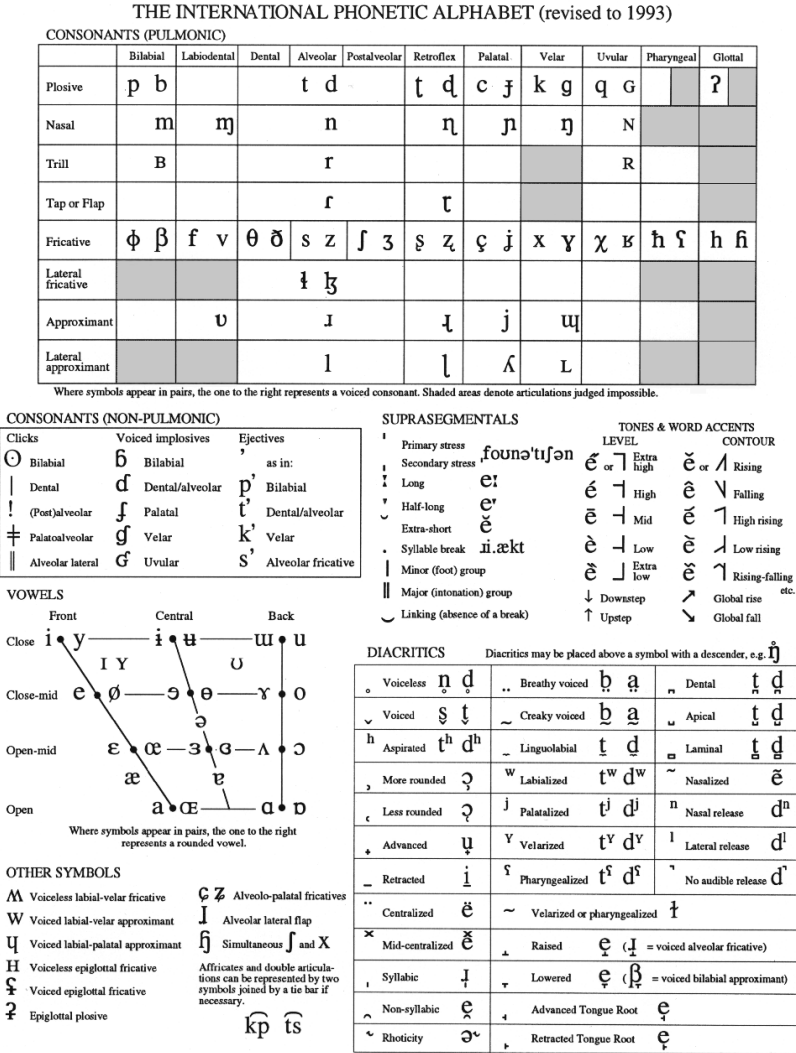 THE INTERNATIONAL PHONETIC ALPHABET (revised to 1993)
CONSONANTS (PULMONIC)
Bilabial Labiodental Dental Alveolar Postalveolar Retroflex Palatal Velar Uvular Pharyngeal Glottal
Plosive p b t d ʈ ɖ c ɟ k ɡ q ɢ ʔ
Nasal m ɱ n ɳ ɲ ŋ ɴ
Trill ʙ r ʀ
Tap or Flap ɾ ɽ
Fricative ɸ β f v θ ð s z ʃ ʒ ʂ ʐ ç ʝ x ɣ χ ʁ ħ ʕ h ɦ
Lateral
fricative ɬ ɮ
Approximant ʋ ɹ ɻ j ɰ
Lateral
approximant l ɭ ʎ ʟ
Where symbols appear in pairs, the one to the right represents a voiced consonant. Shaded areas denote articulations judged impossible.
CONSONANTS (NON-PULMONIC)
Clicks Voiced implosives Ejectives
ʘ Bilabial ɓ Bilabial ʼ as in:
ǀ Dental ɗ Dental/alveolar pʼ Bilabial
ǃ (Post)alveolar ʄ Palatal tʼ Dental/alveolar
ǂ Palatoalveolar ɠ Velar kʼ Velar
ǁ Alveolar lateral ʛ Uvular sʼ Alveolar fricative
VOWELS
Front Central Back
Close i y ɨ ʉ ɯ u
ɪ ʏ ʊ
Close-mid e ø ɘ ɵ ɤ o
ə
Open-mid ɛ œ ɜ ɞ ʌ ɔ
æ ɐ
Open a ɶ ɑ ɒ
Where symbols appear in pairs, the one to the right
represents a rounded vowel.
OTHER SYMBOLS
ʍ Voiceless labial-velar fricative
w Voiced labial-velar approximant
ɥ Voiced labial-palatal approximant
ʜ Voiceless epiglottal fricative
ʢ Voiced epiglottal fricative
ʡ Epiglottal plosive
ɕ ʑ Alveolo-palatal fricatives
ɺ Alveolar lateral flap
ɧ Simultaneous ʃ and X
Affricates and double articula-
tions can be represented by two
symbols joined by a tie bar if
necessary.
k͡p t͡s
SUPRASEGMENTALS
ˈ Primary stress
ˌ Secondary stress ˌfoʊnəˈtɪʃən
ː Long eː
ˑ Half-long eˑ
˘ Extra-short ĕ
. Syllable break ɹi.ækt
| Minor (foot) group
‖ Major (intonation) group
‿ Linking (absence of a break)
TONES & WORD ACCENTS
LEVEL CONTOUR
e̋ or ˥ Extra high ě or ˩˥ Rising
é ˦ High ê ˥˩ Falling
ē ˧ Mid e᷄ ˦˥ High rising
è ˨ Low e᷅ ˩˨ Low rising
ȅ ˩ Extra low e᷈ ˧˦˧ Rising-falling
etc.
↓ Downstep ↗ Global rise
↑ Upstep ↘ Global fall
DIACRITICS
Diacritics may be placed above a symbol with a descender, e.g. ŋ̊
̥ Voiceless n̥ d̥ ̤ Breathy voiced b̤ a̤ ̪ Dental t̪ d̪
̬ Voiced s̬ t̬ ̰ Creaky voiced b̰ a̰ ̺ Apical t̺ d̺
ʰ Aspirated tʰ dʰ ̼ Linguolabial t̼ d̼ ̻ Laminal t̻ d̻
̹ More rounded ɔ̹ ʷ Labialized tʷ dʷ ̃ Nasalized ẽ
̜ Less rounded ɔ̜ ʲ Palatalized tʲ dʲ ⁿ Nasal release dⁿ
̟ Advanced u̟ ˠ Velarized tˠ dˠ ˡ Lateral release dˡ
̠ Retracted i̠ ˤ Pharyngealized tˤ dˤ ̚ No audible release d̚
̈ Centralized ë ̴ Velarized or pharyngealized ɫ
̽ Mid-centralized e̽ ̝ Raised e̝ (ɹ̝ = voiced alveolar fricative)
̩ Syllabic ɹ̩ ̞ Lowered e̞ (β̞ = voiced bilabial approximant)
̯ Non-syllabic e̯ ̘ Advanced Tongue Root e̘
˞ Rhoticity ə˞ ̙ Retracted Tongue Root e̙